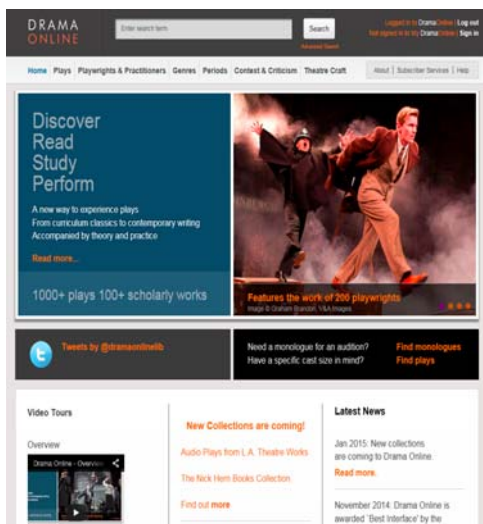 DRAMA
ONLINE
Enter search term
Search
Advanced Search
Logged in to Drama Online | Log out
Not signed in to My Drama Online | Sign in
Home Plays Playwrights & Practitioners Genres Periods Context & Criticism Theatre Craft
About | Subscriber Services | Help
Discover
Read
Study
Perform
A new way to experience plays
From curriculum classics to contemporary writing
Accompanied by theory and practice
Read more...
1000+ plays 100+ scholarly works
Features the work of 200 playwrights
Image © Graham Brandon, V&A Images
Tweets by @dramaonlinelib
Need a monologue for an audition? Find monologues
Have a specific cast size in mind? Find plays
Video Tours
Overview
Drama Online - Overview
New Collections are coming!
Audio Plays from L.A. Theatre Works
The Nick Hern Books Collection
Find out more
Latest News
Jan 2015: New collections
are coming to Drama Online.
Read more.
November 2014: Drama Online is
awarded 'Best Interface' by the